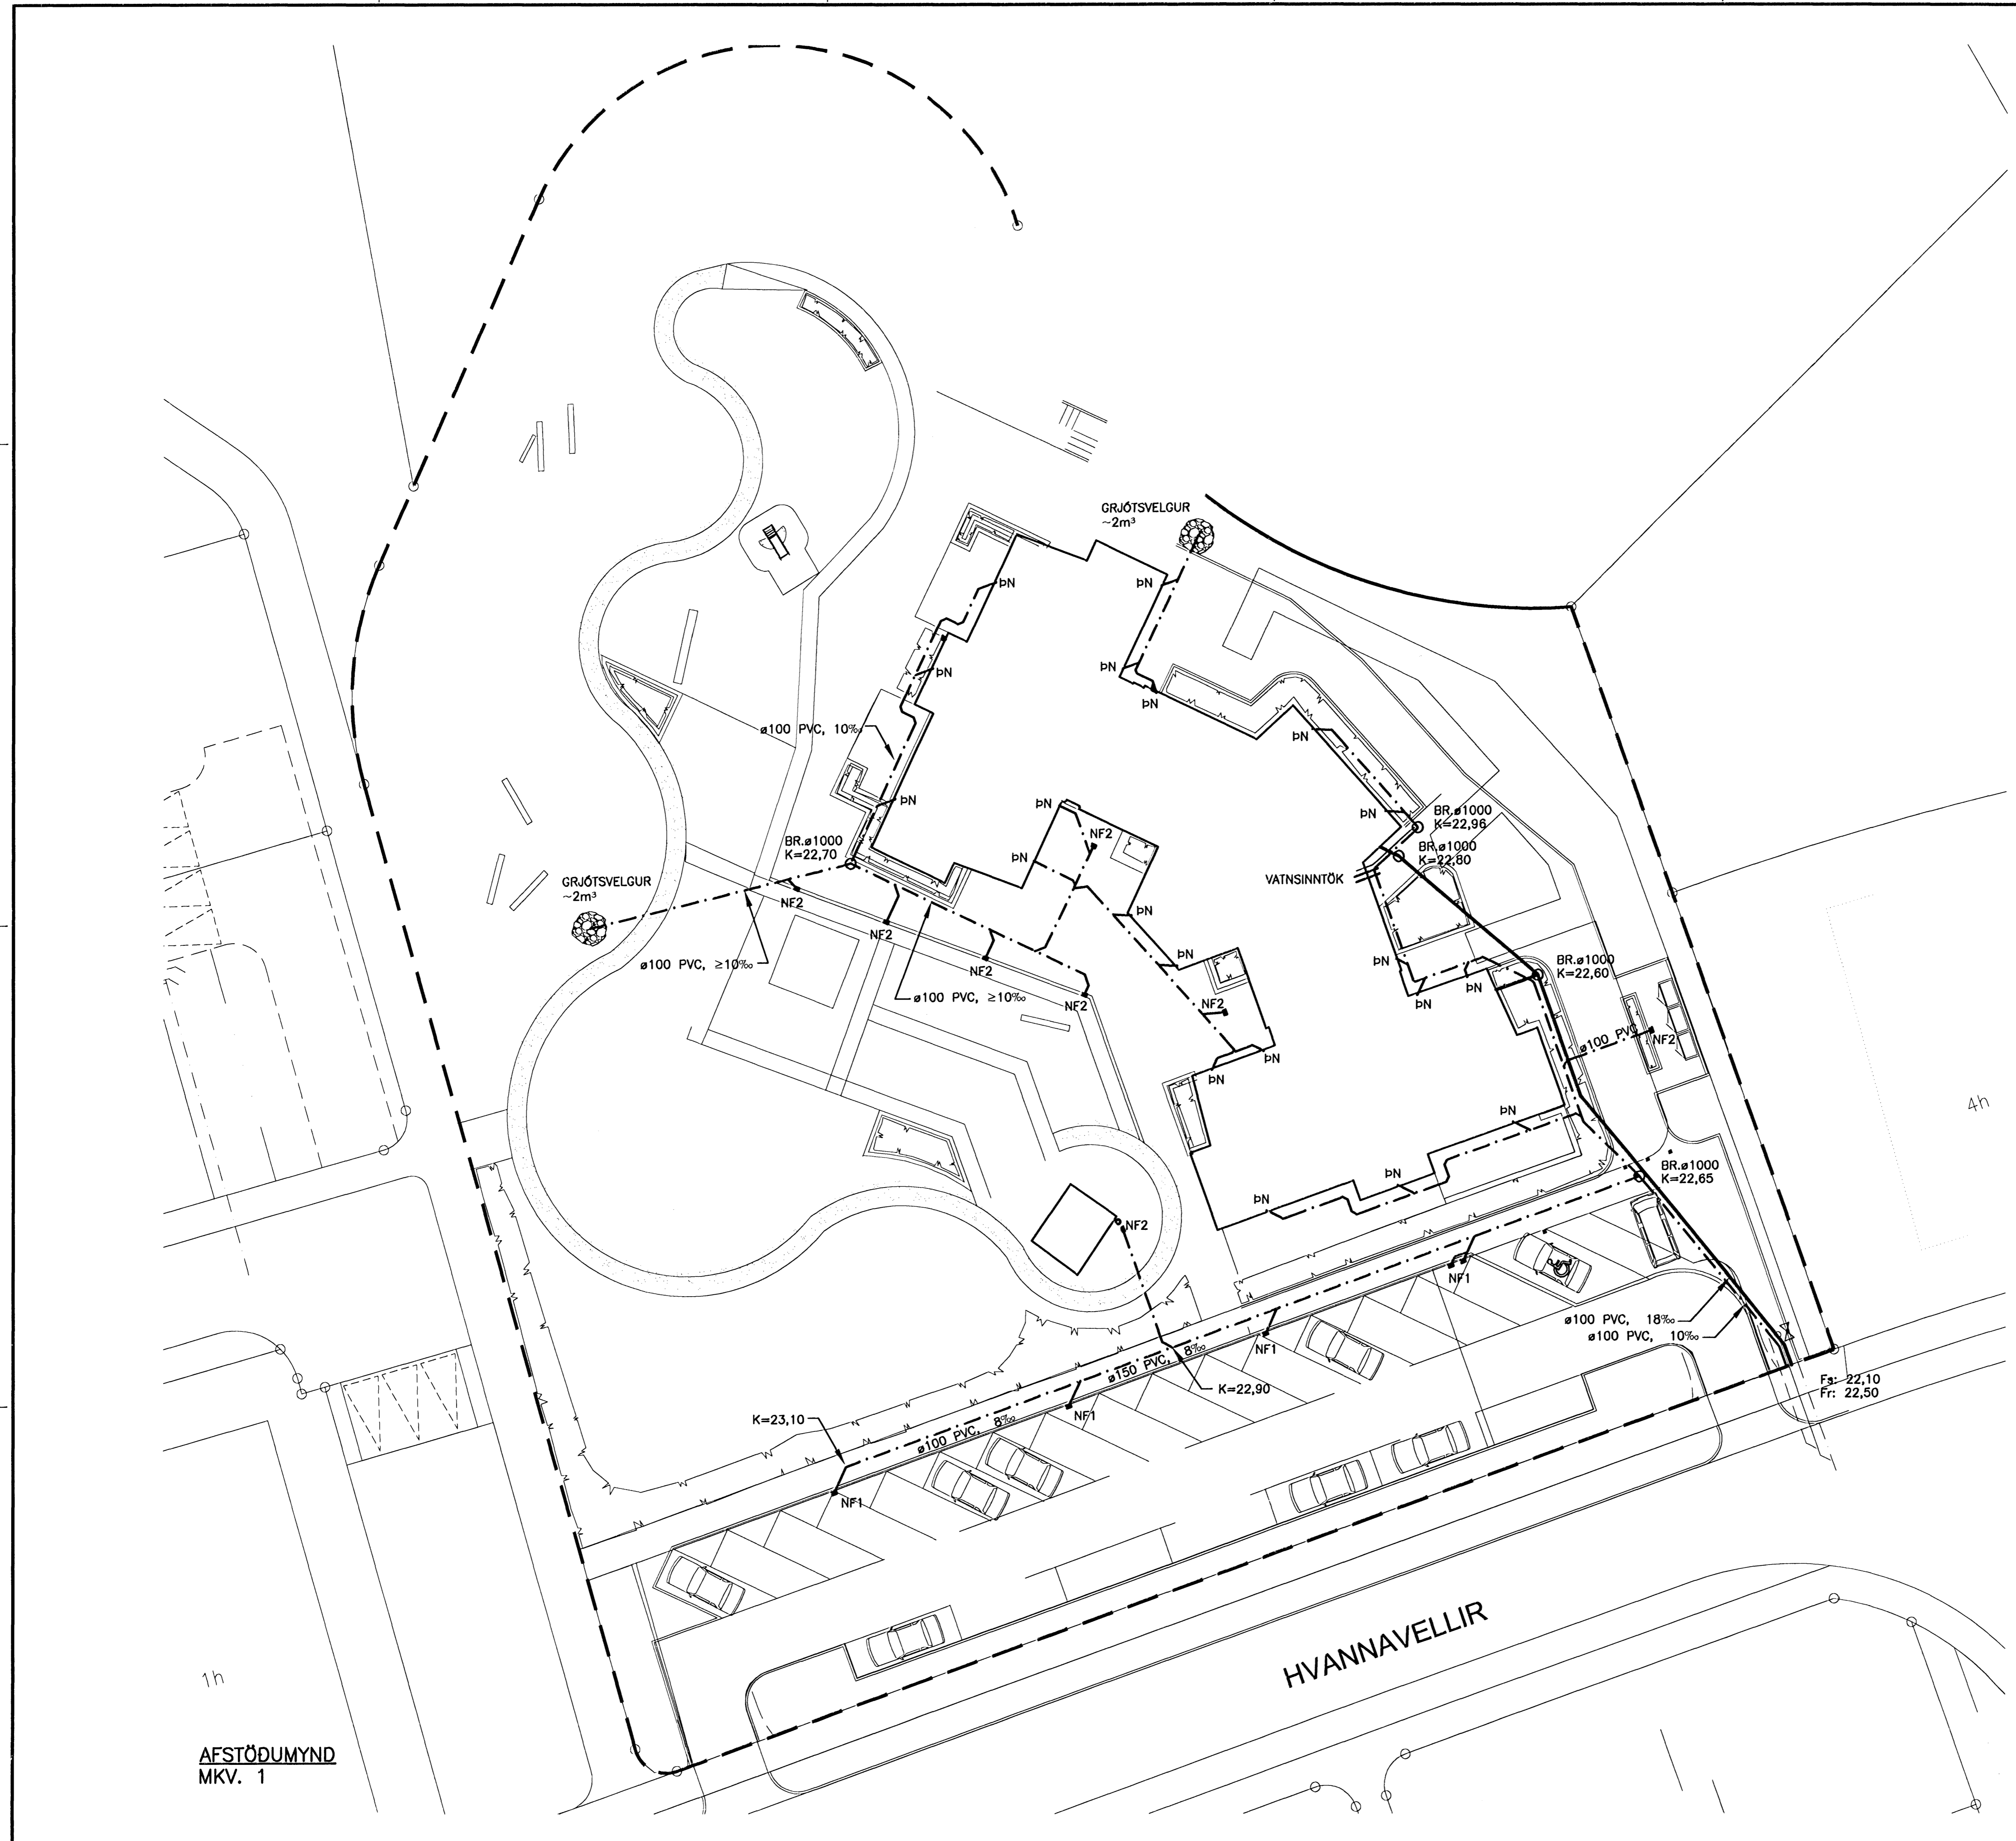 GRJÓTSVELGUR
~2m³
ÞN
ÞN
ÞN
ÞN
ÞN
ø100 PVC, 10‰
ÞN
ÞN
ÞN
ÞN
BR.ø1000
K=22,96
NF2
BR.ø1000
K=22,70
BR.ø1000
K=22,80
ÞN
VATNSINNTÖK
GRJÓTSVELGUR
~2m³
NF2
ÞN
NF2
ÞN
ÞN
BR.ø1000
K=22,60
ø100 PVC, ≥10‰
NF2
ÞN
ø100 PVC, ≥10‰
NF2
NF2
ÞN
ø100 PVC
NF2
ÞN
ÞN
4h
ÞN
BR.ø1000
K=22,65
ÞN
ÞN
NF2
NF1
ø100 PVC, 18‰
ø100 PVC, 10‰
NF1
ø150 PVC, 8‰
K=22,90
Fs: 22,10
Fr: 22,50
K=23,10
NF1
ø100 PVC, 8‰
NF1
HVANNAVELLIR
1h
AFSTÖÐUMYND
MKV. 1